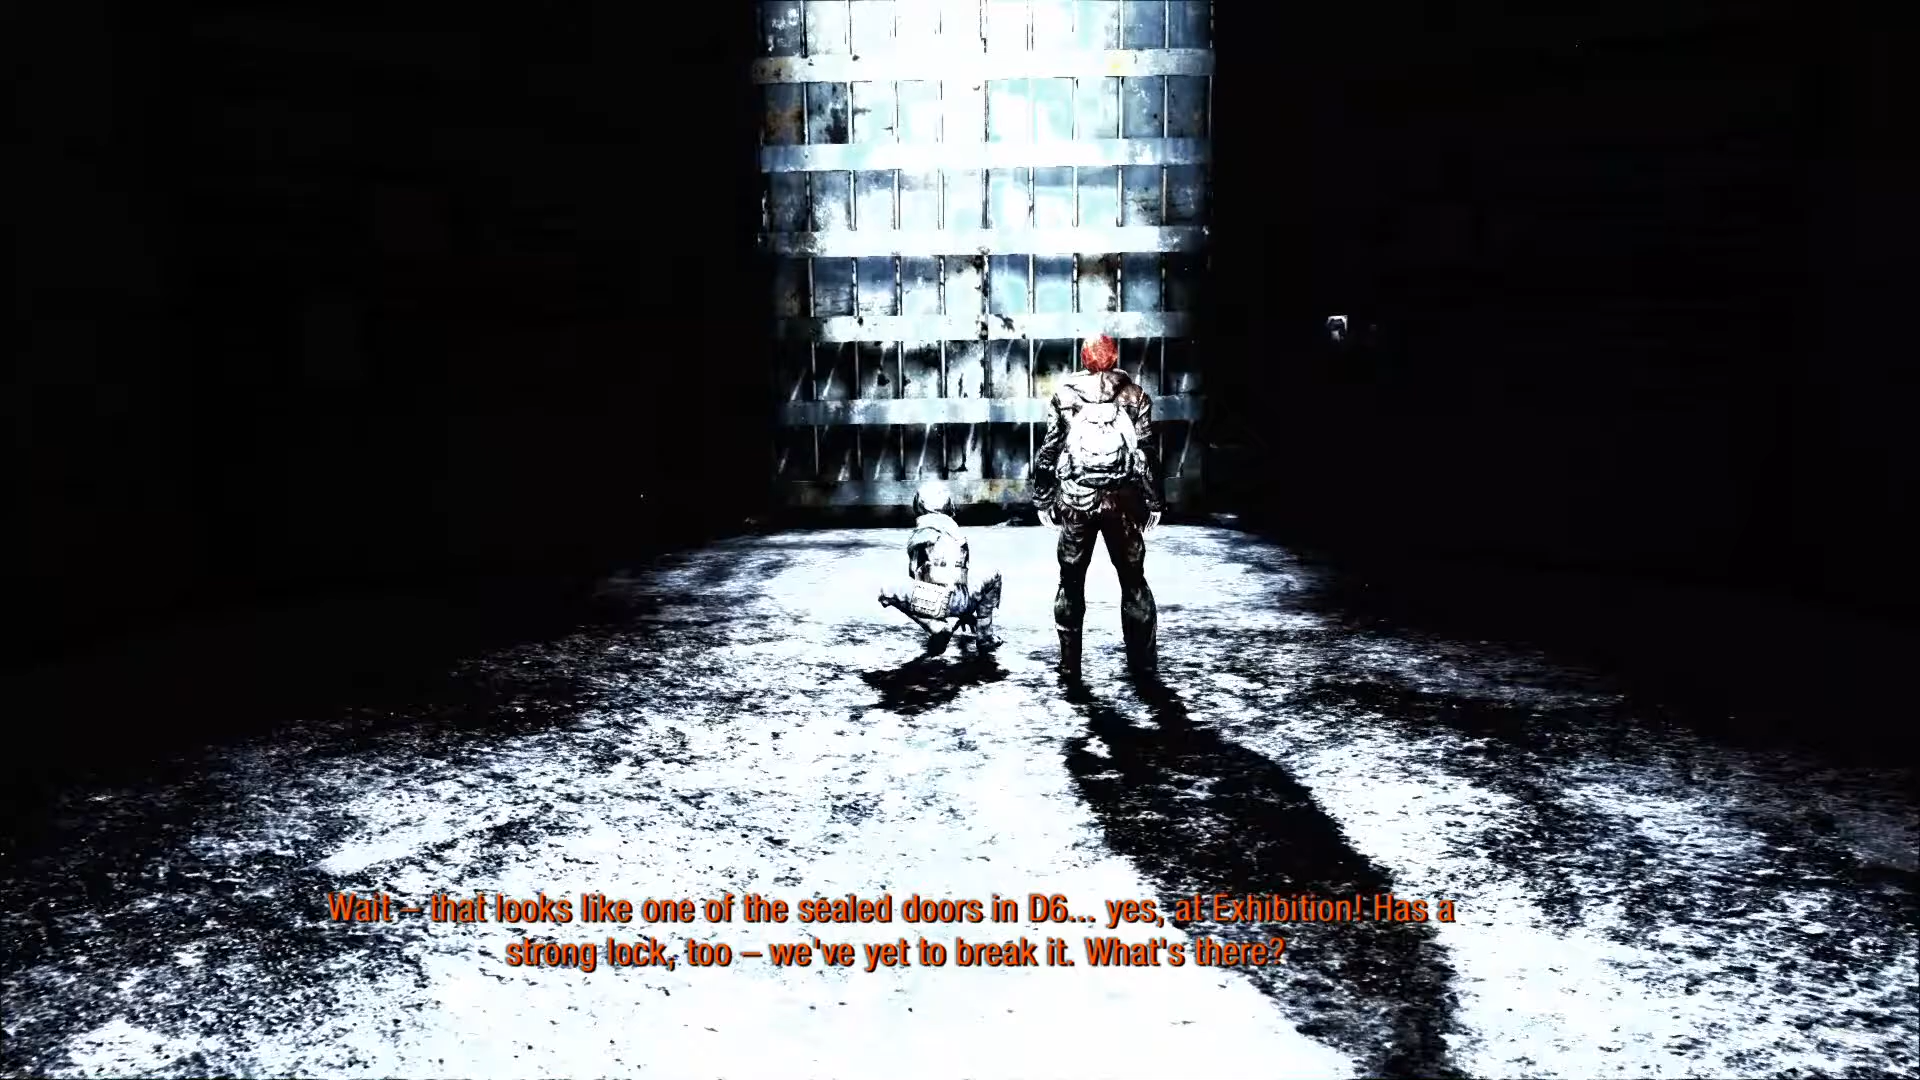 Wait – that looks like one of the sealed doors in D6... yes, at Exhibition! Has a
strong lock, too – we've yet to break it. What's there?